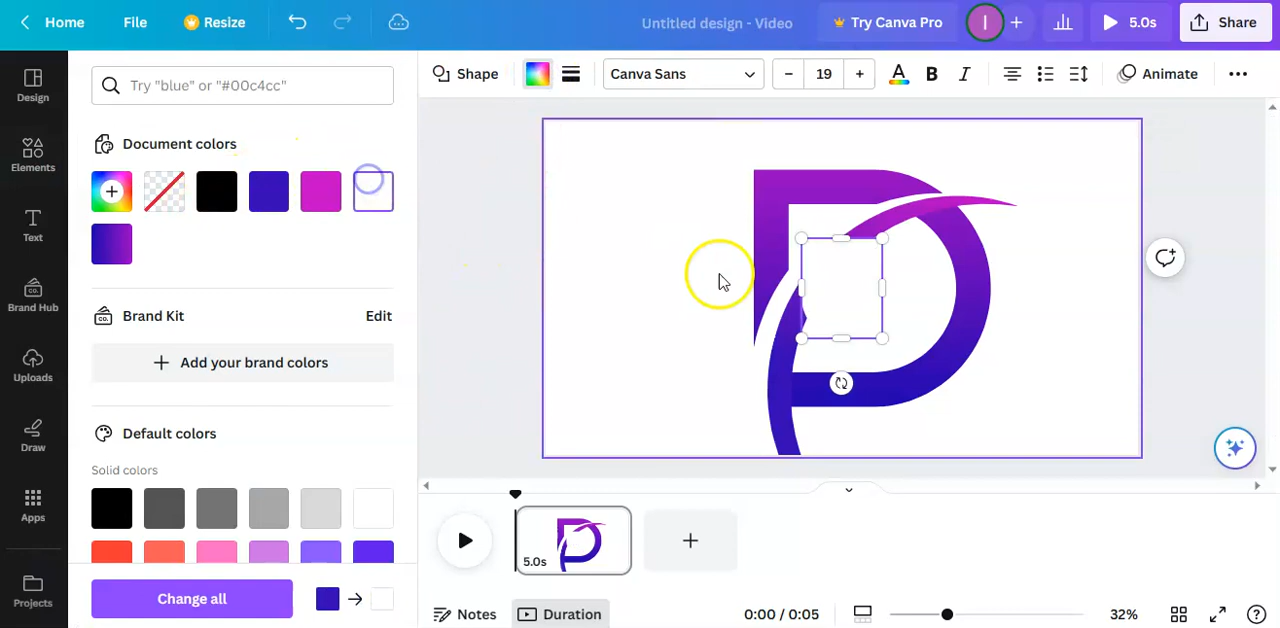 Home File Resize Untitled design - Video Try Canva Pro I + 5.0s Share
Shape Canva Sans − 19 + A B I Animate
Try "blue" or "#00c4cc"
Design
Elements
Text
Brand Hub
Uploads
Draw
Apps
Projects
Document colors
Brand Kit Edit
+ Add your brand colors
Default colors
Solid colors
Change all
P
5.0s
Notes Duration 0:00 / 0:05 32%